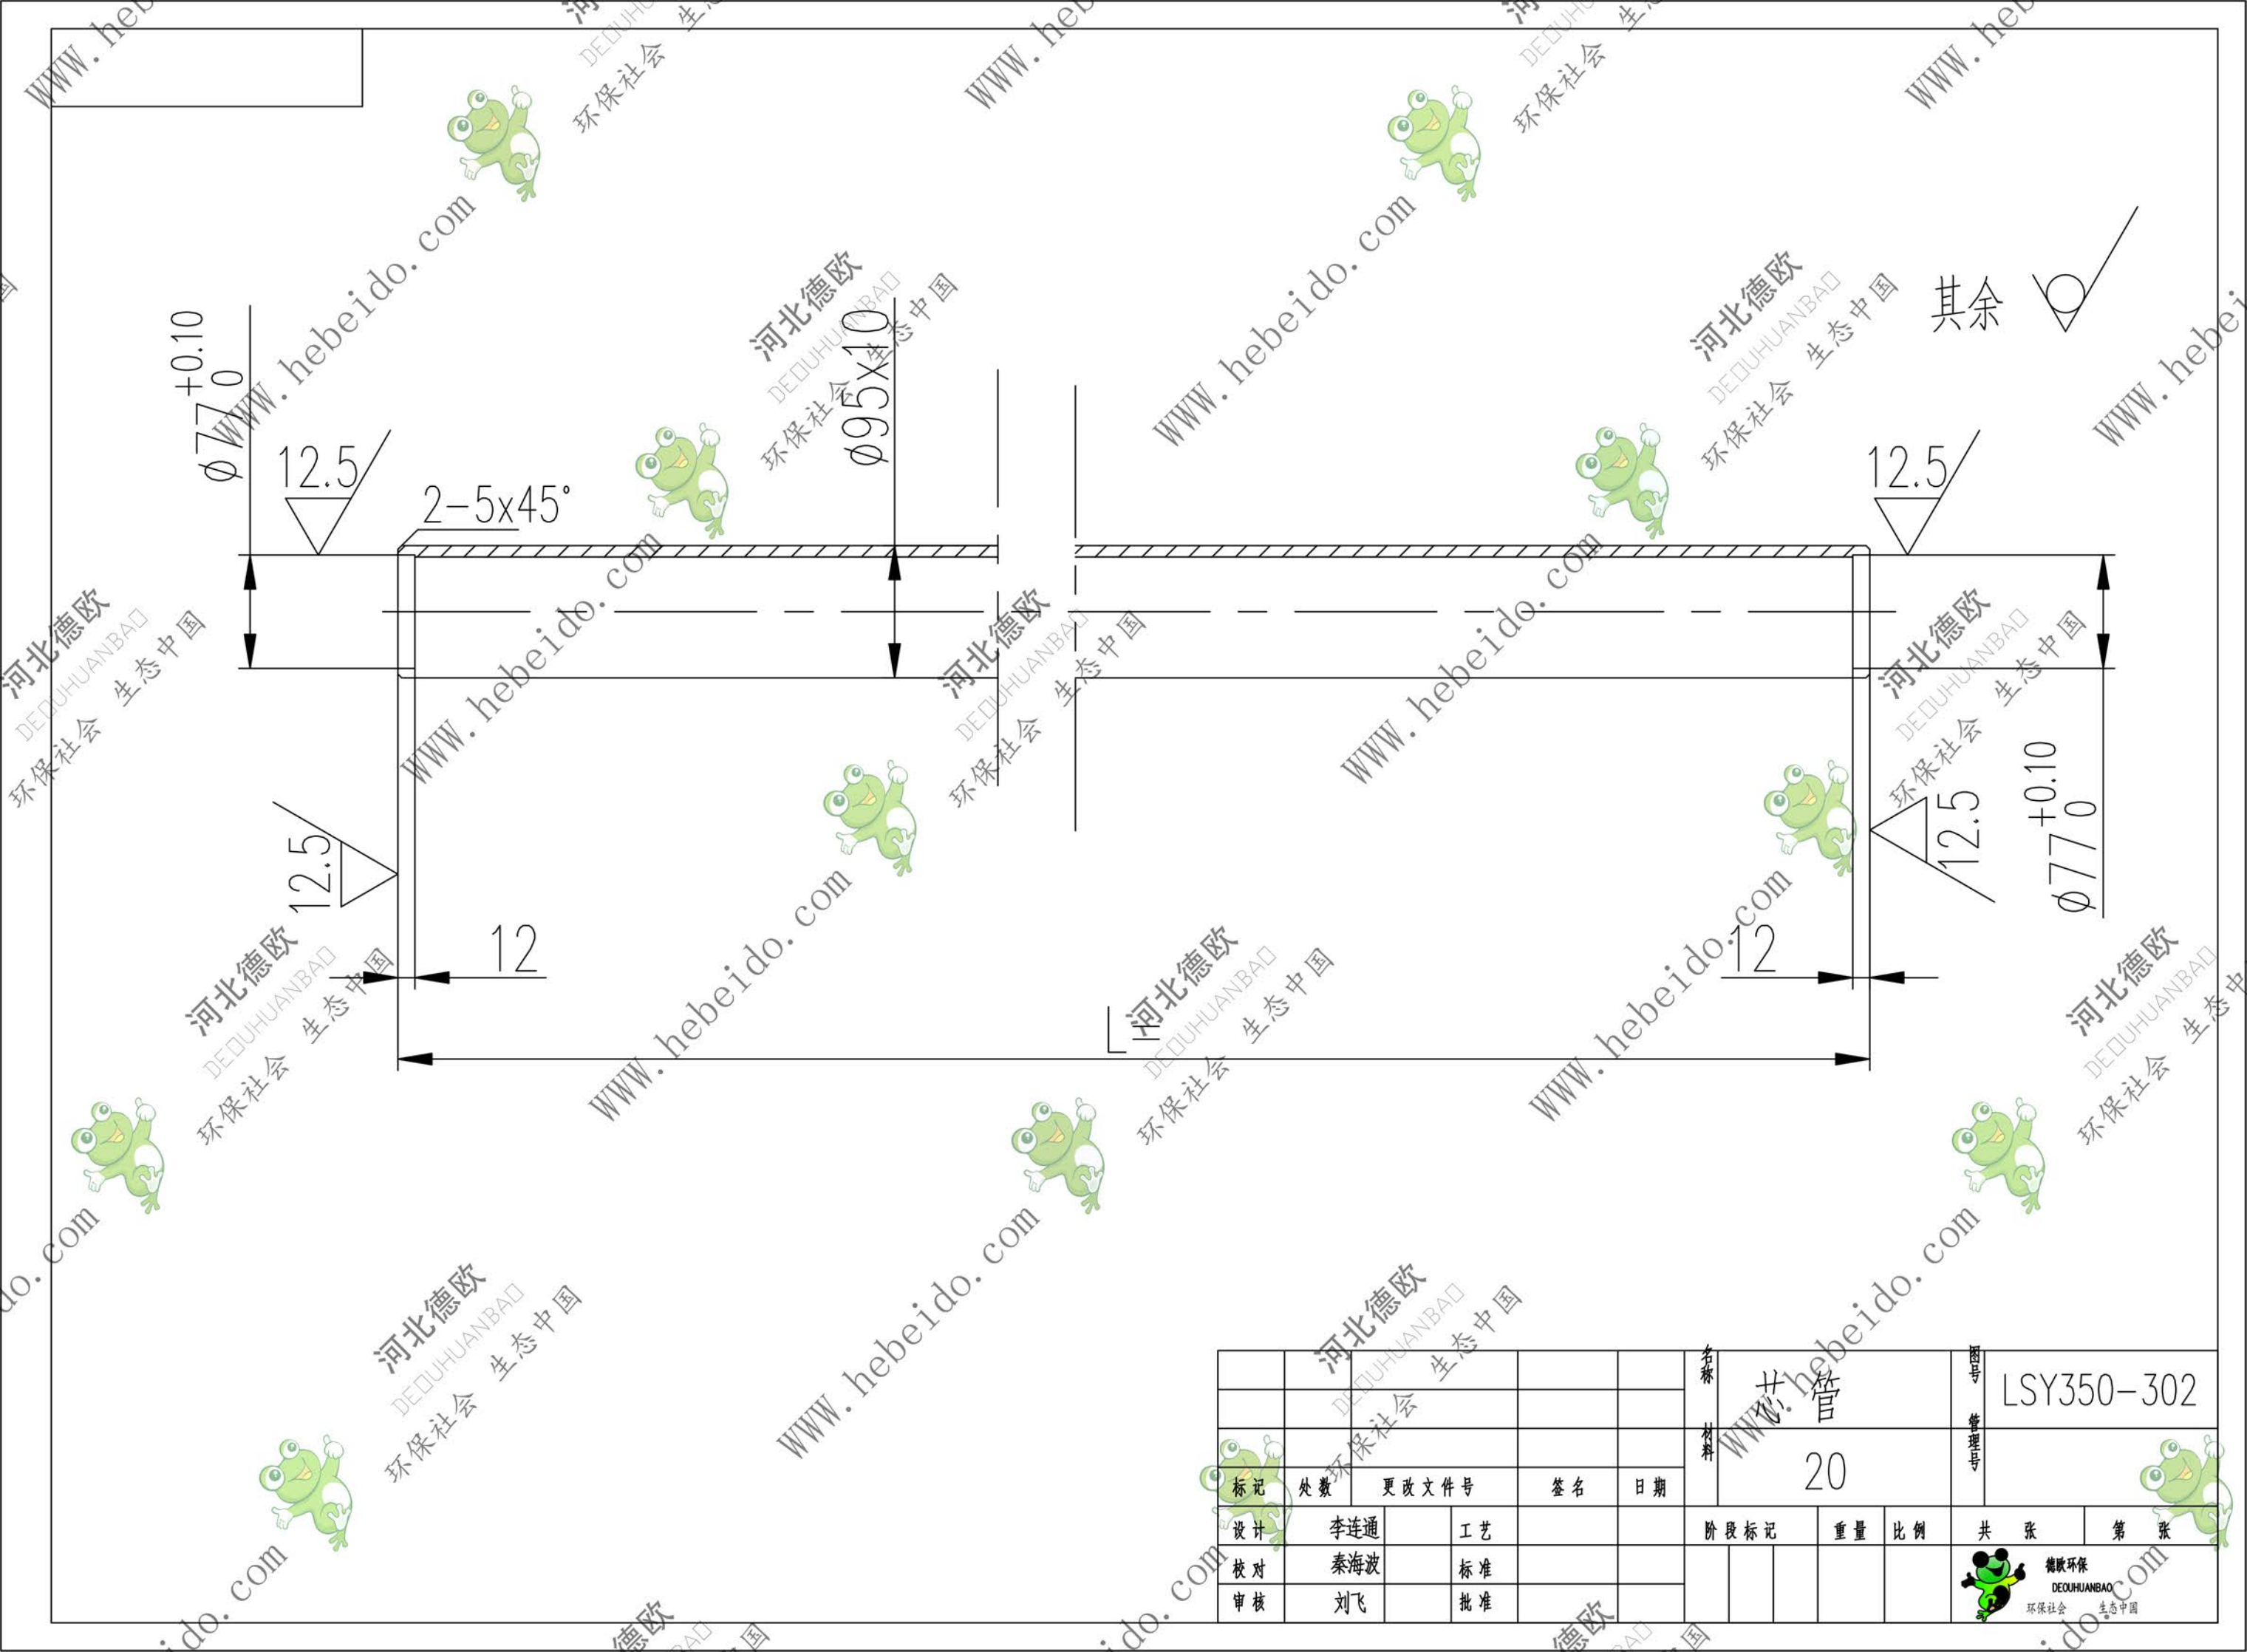 其余
φ77 +0.10 0
φ95x10
12.5
2-5x45°
12.5
12.5
12.5
φ77 +0.10 0
12
12
L=
名称
芯管
图号
LSY350-302
材料
20
管理号
标记 处数 更改文件号 签名 日期
设计 李连通 工艺
阶段标记 重量 比例 共 张 第 张
校对 秦海波 标准
审核 刘飞 批准
德欧环保
DEOUHUANBAO
环保社会 生态中国
河北德欧
DEOUHUANBAO
环保社会 生态中国
WWW.hebeido.com